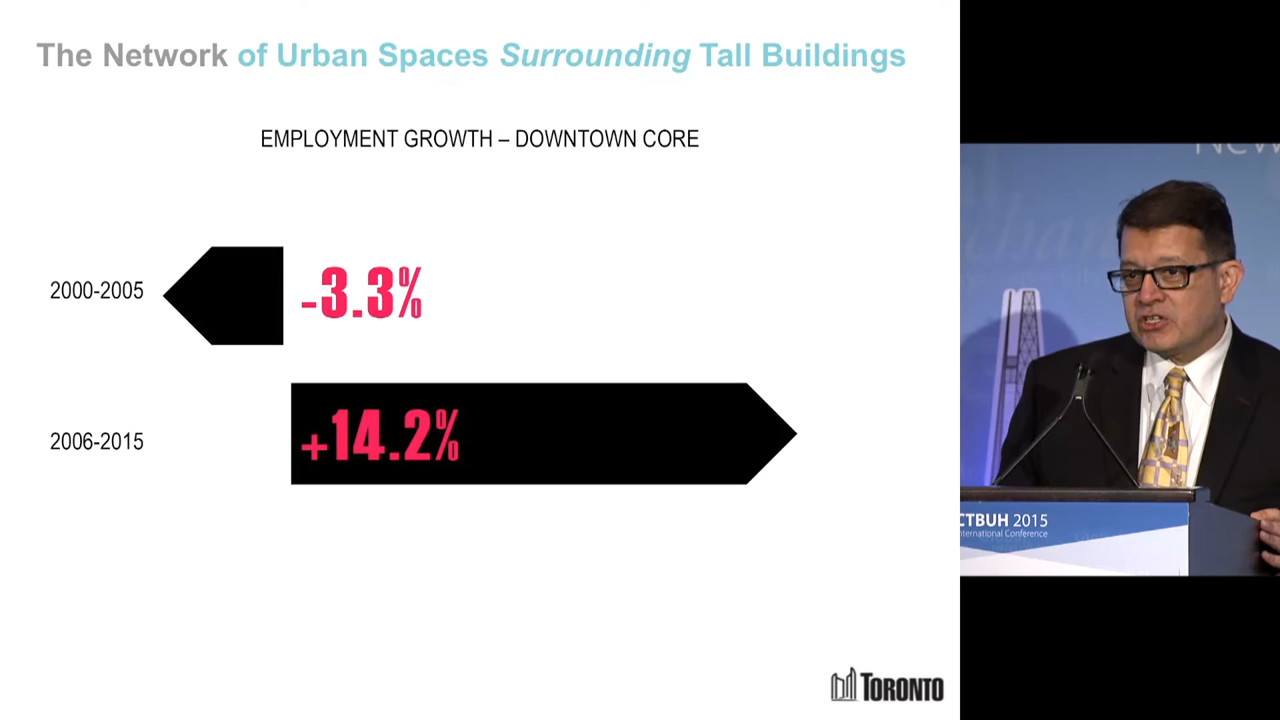 The Network of Urban Spaces Surrounding Tall Buildings
EMPLOYMENT GROWTH – DOWNTOWN CORE
2000-2005
-3.3%
2006-2015
+14.2%
TORONTO
CTBUH 2015
International Conference